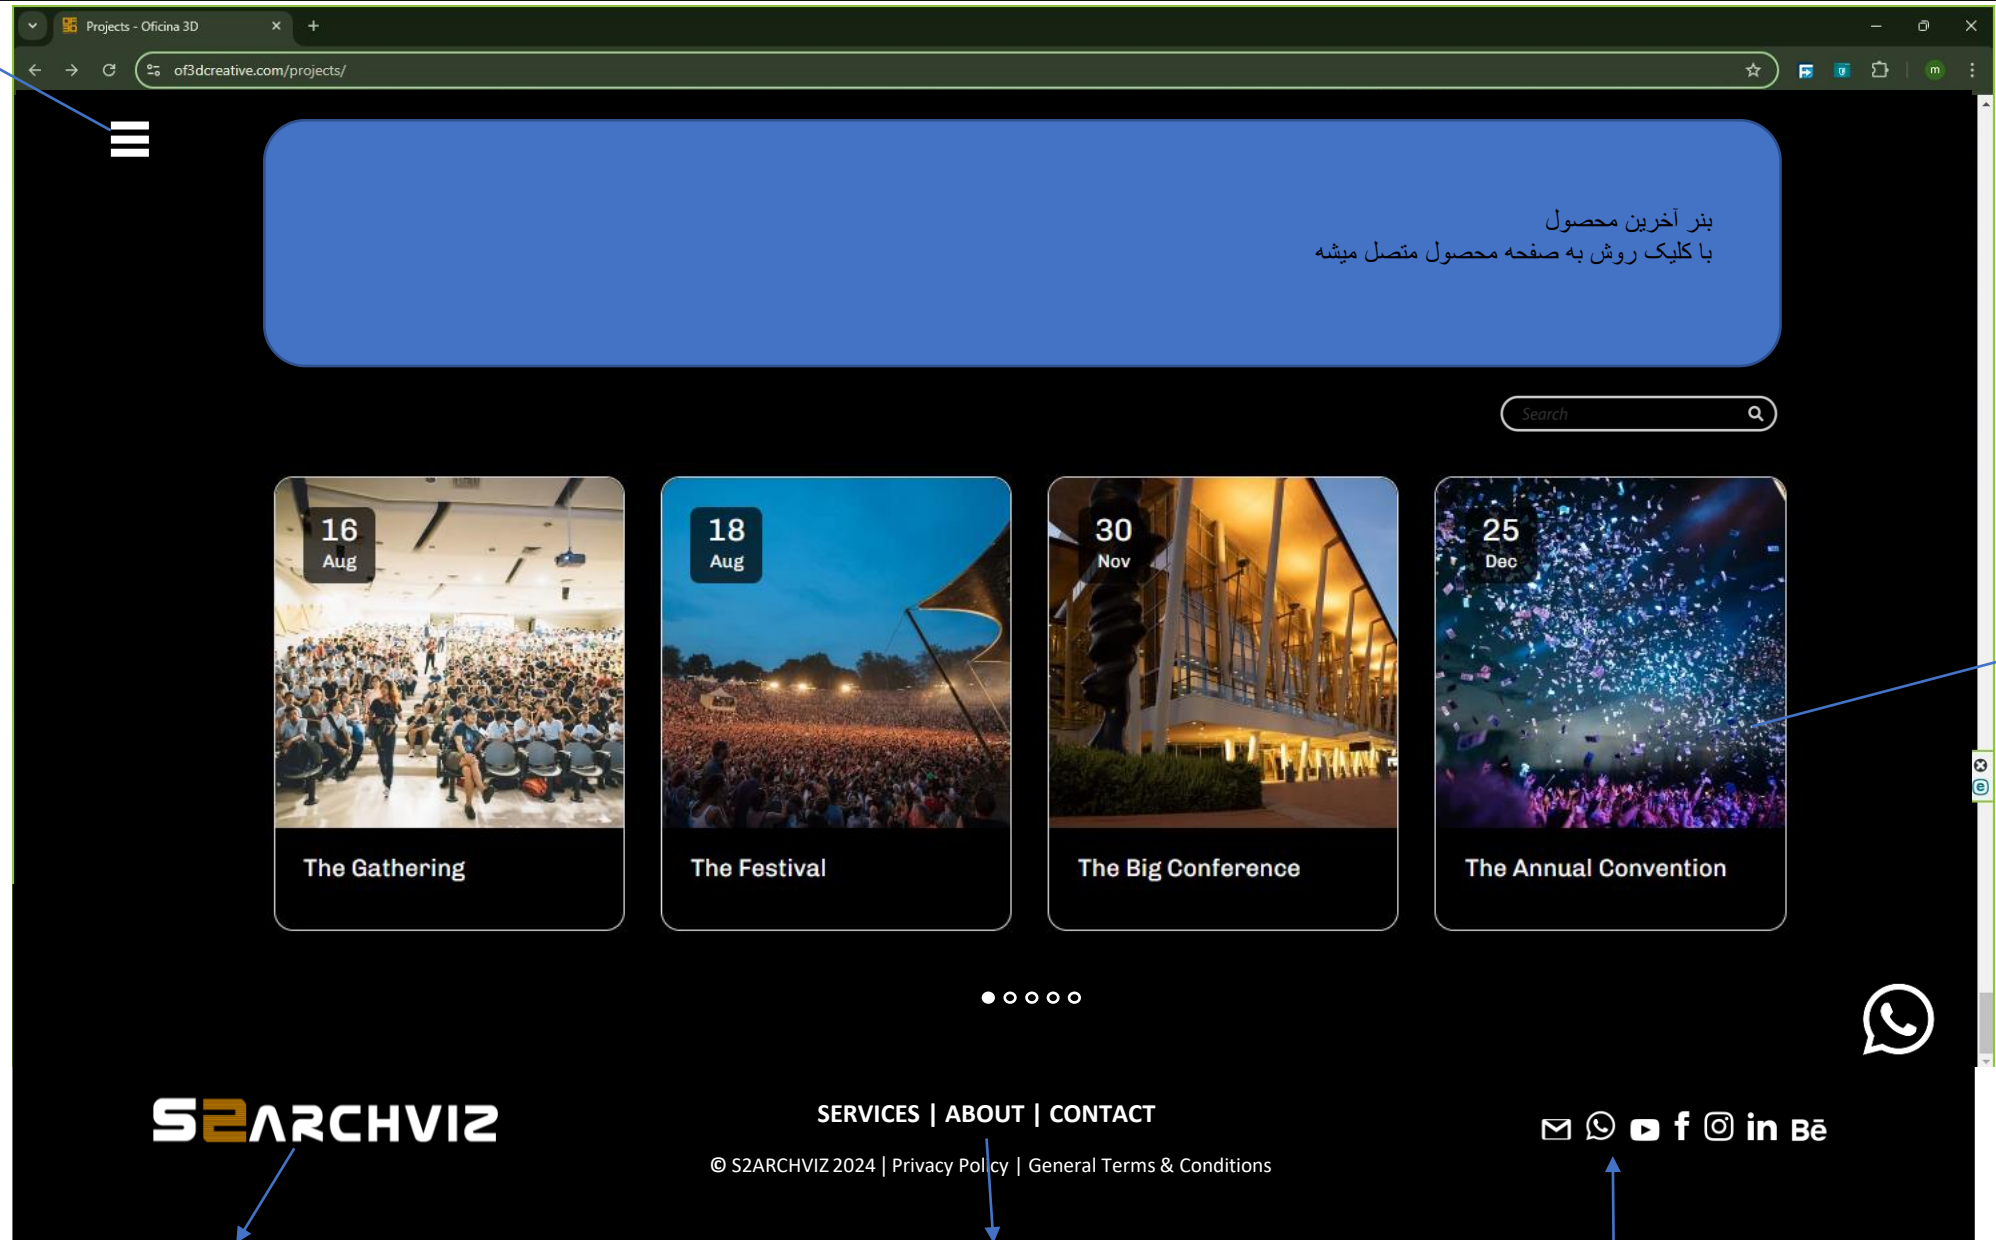 Projects - Oficina 3D
of3dcreative.com/projects/
m
بنر آخرین محصول
با کلیک روش به صفحه محصول متصل میشه
Search
16
Aug
The Gathering
18
Aug
The Festival
30
Nov
The Big Conference
25
Dec
The Annual Convention
S2ARCHVIZ
SERVICES | ABOUT | CONTACT
© S2ARCHVIZ 2024 | Privacy Policy | General Terms & Conditions
f in Bē